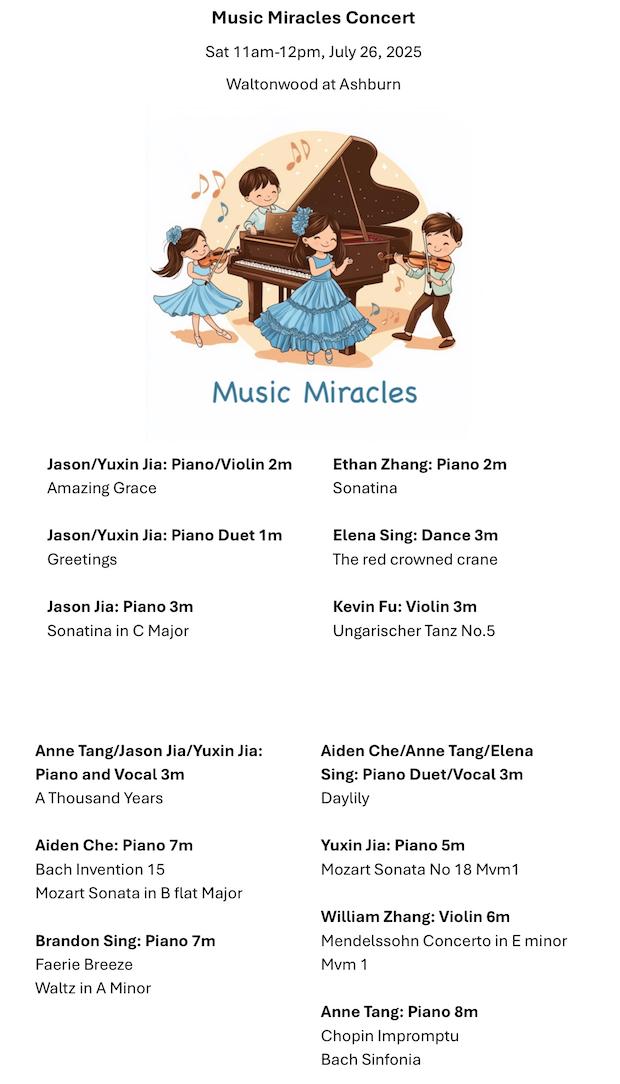 Music Miracles Concert
Sat 11am-12pm, July 26, 2025
Waltonwood at Ashburn
Music Miracles
Jason/Yuxin Jia: Piano/Violin 2m
Amazing Grace
Jason/Yuxin Jia: Piano Duet 1m
Greetings
Jason Jia: Piano 3m
Sonatina in C Major
Ethan Zhang: Piano 2m
Sonatina
Elena Sing: Dance 3m
The red crowned crane
Kevin Fu: Violin 3m
Ungarischer Tanz No.5
Anne Tang/Jason Jia/Yuxin Jia:
Piano and Vocal 3m
A Thousand Years
Aiden Che: Piano 7m
Bach Invention 15
Mozart Sonata in B flat Major
Brandon Sing: Piano 7m
Faerie Breeze
Waltz in A Minor
Aiden Che/Anne Tang/Elena
Sing: Piano Duet/Vocal 3m
Daylily
Yuxin Jia: Piano 5m
Mozart Sonata No 18 Mvm1
William Zhang: Violin 6m
Mendelssohn Concerto in E minor
Mvm 1
Anne Tang: Piano 8m
Chopin Impromptu
Bach Sinfonia